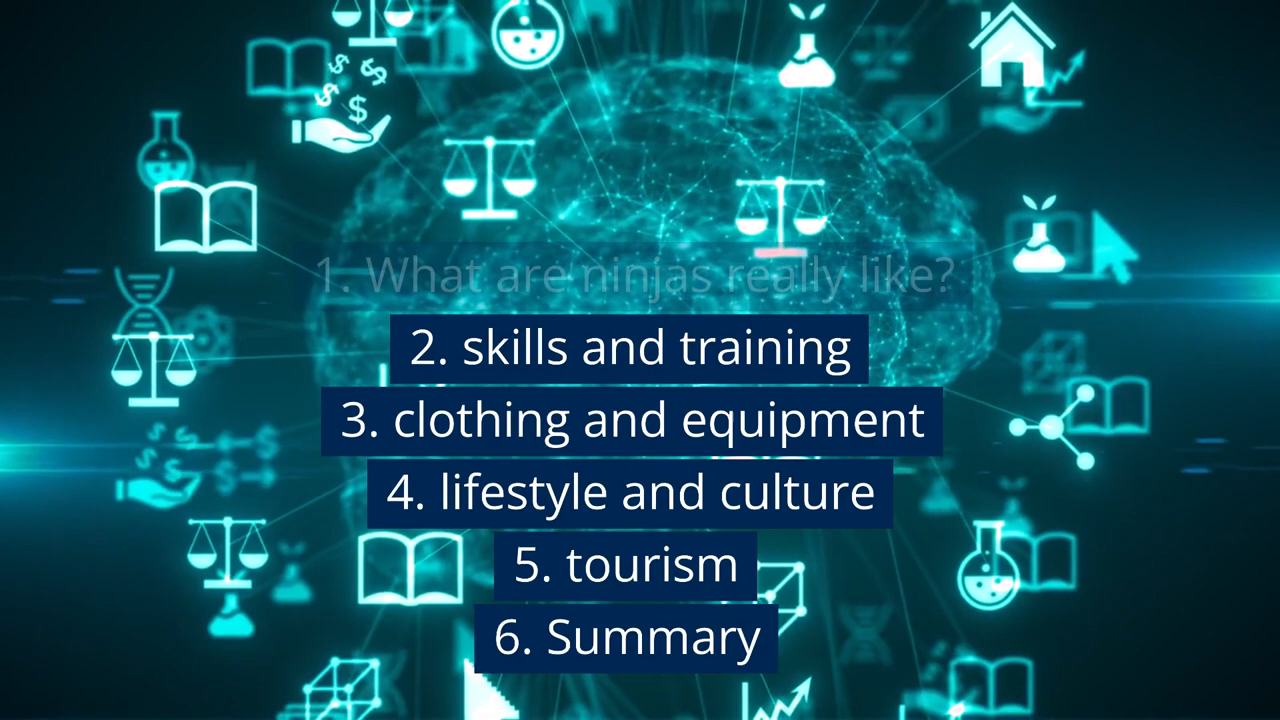 1. What are ninjas really like?
2. skills and training
3. clothing and equipment
4. lifestyle and culture
5. tourism
6. Summary